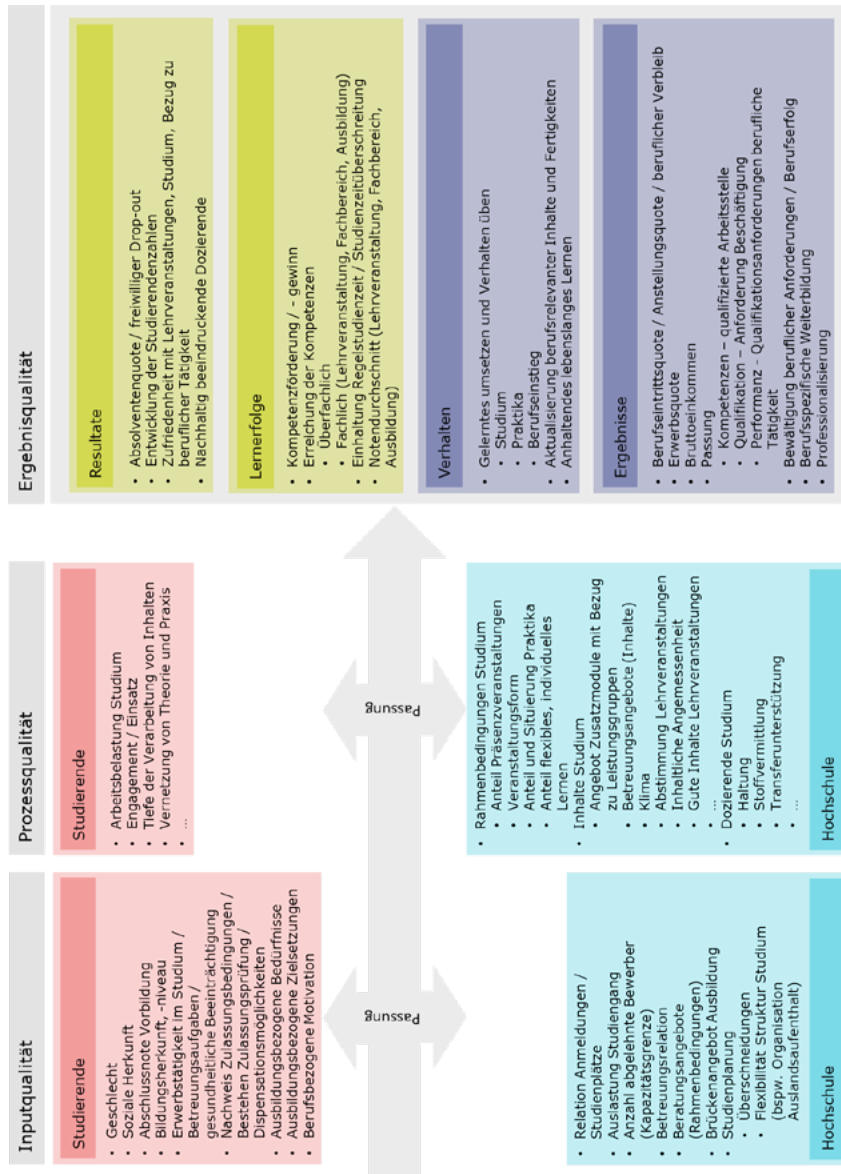 Inputqualität
Studierende
• Geschlecht
• Soziale Herkunft
• Abschlussnote Vorbildung
• Bildungsherkunft, -niveau
• Erwerbstätigkeit im Studium /
Betreuungsaufgaben /
gesundheitliche Beeinträchtigung
• Nachweis Zulassungsbedingungen /
Bestehen Zulassungsprüfung /
Dispensationsmöglichkeiten
• Ausbildungsbezogene Bedürfnisse
• Ausbildungsbezogene Zielsetzungen
• Berufsbezogene Motivation
Passung
• Relation Anmeldungen /
Studienplätze
• Auslastung Studiengang
• Anzahl abgelehnte Bewerber
(Kapazitätsgrenze)
• Betreuungsrelation
• Beratungsangebote
(Rahmenbedingungen)
• Brückenangebot Ausbildung
• Studienplanung
• Überschneidungen
• Flexibilität Struktur Studium
(bspw. Organisation
Auslandsaufenthalt)
Hochschule
Prozessqualität
Studierende
• Arbeitsbelastung Studium
• Engagement / Einsatz
• Tiefe der Verarbeitung von Inhalten
• Vernetzung von Theorie und Praxis
• ...
Passung
• Rahmenbedingungen Studium
• Anteil Präsenzveranstaltungen
• Veranstaltungsform
• Anteil und Situierung Praktika
• Anteil flexibles, individuelles
Lernen
• Inhalte Studium
• Angebot Zusatzmodule mit Bezug
zu Leistungsgruppen
• Betreuungsangebote (Inhalte)
• Klima
• Abstimmung Lehrveranstaltungen
• Inhaltliche Angemessenheit
• Gute Inhalte Lehrveranstaltungen
• ...
• Dozierende Studium
• Haltung
• Stoffvermittlung
• Transferunterstützung
• ...
Hochschule
Ergebnisqualität
Resultate
• Absolventenquote / freiwilliger Drop-out
• Entwicklung der Studierendenzahlen
• Zufriedenheit mit Lehrveranstaltungen, Studium, Bezug zu
beruflicher Tätigkeit
• Nachhaltig beeindruckende Dozierende
Lernerfolge
• Kompetenzförderung / - gewinn
• Erreichung der Kompetenzen
• Überfachlich
• Fachlich (Lehrveranstaltung, Fachbereich, Ausbildung)
• Einhaltung Regelstudienzeit / Studienzeitüberschreitung
• Notendurchschnitt (Lehrveranstaltung, Fachbereich,
Ausbildung)
Verhalten
• Gelerntes umsetzen und Verhalten üben
• Studium
• Praktika
• Berufseinstieg
• Aktualisierung berufsrelevanter Inhalte und Fertigkeiten
• Anhaltendes lebenslanges Lernen
Ergebnisse
• Berufseintrittsquote / Anstellungsquote / beruflicher Verbleib
• Erwerbsquote
• Bruttoeinkommen
• Passung
• Kompetenzen – qualifizierte Arbeitsstelle
• Qualifikation – Anforderung Beschäftigung
• Performanz - Qualifikationsanforderungen berufliche
Tätigkeit
• Bewältigung beruflicher Anforderungen / Berufserfolg
• Berufsspezifische Weiterbildung
• Professionalisierung